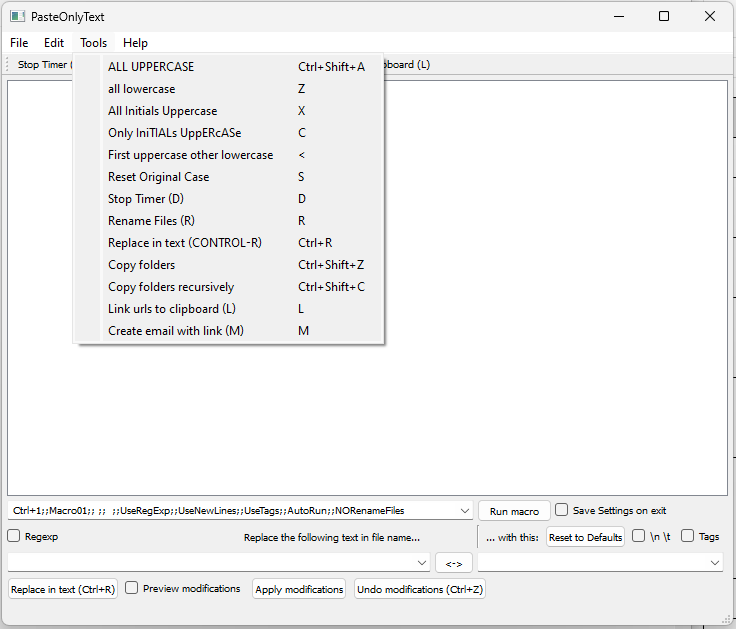 PasteOnlyText
File Edit Tools Help
Stop Timer ( board (L)
ALL UPPERCASE Ctrl+Shift+A
all lowercase Z
All Initials Uppercase X
Only IniTIALs UppERcASe C
First uppercase other lowercase <
Reset Original Case S
Stop Timer (D) D
Rename Files (R) R
Replace in text (CONTROL-R) Ctrl+R
Copy folders Ctrl+Shift+Z
Copy folders recursively Ctrl+Shift+C
Link urls to clipboard (L) L
Create email with link (M) M
Ctrl+1;;Macro01;; ;; ;;UseRegExp;;UseNewLines;;UseTags;;AutoRun;;NORenameFiles Run macro Save Settings on exit
Regexp Replace the following text in file name... ... with this: Reset to Defaults \n \t Tags
<->
Replace in text (Ctrl+R) Preview modifications Apply modifications Undo modifications (Ctrl+Z)